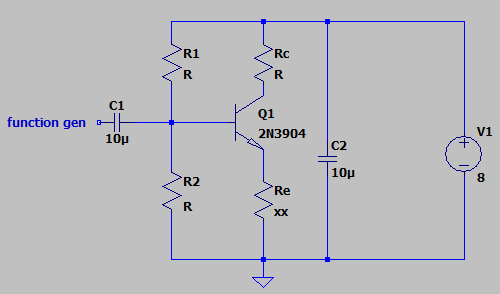 R1
R
Rc
R
C1
function gen
10µ
Q1
2N3904
V1
8
C2
10µ
R2
R
Re
xx